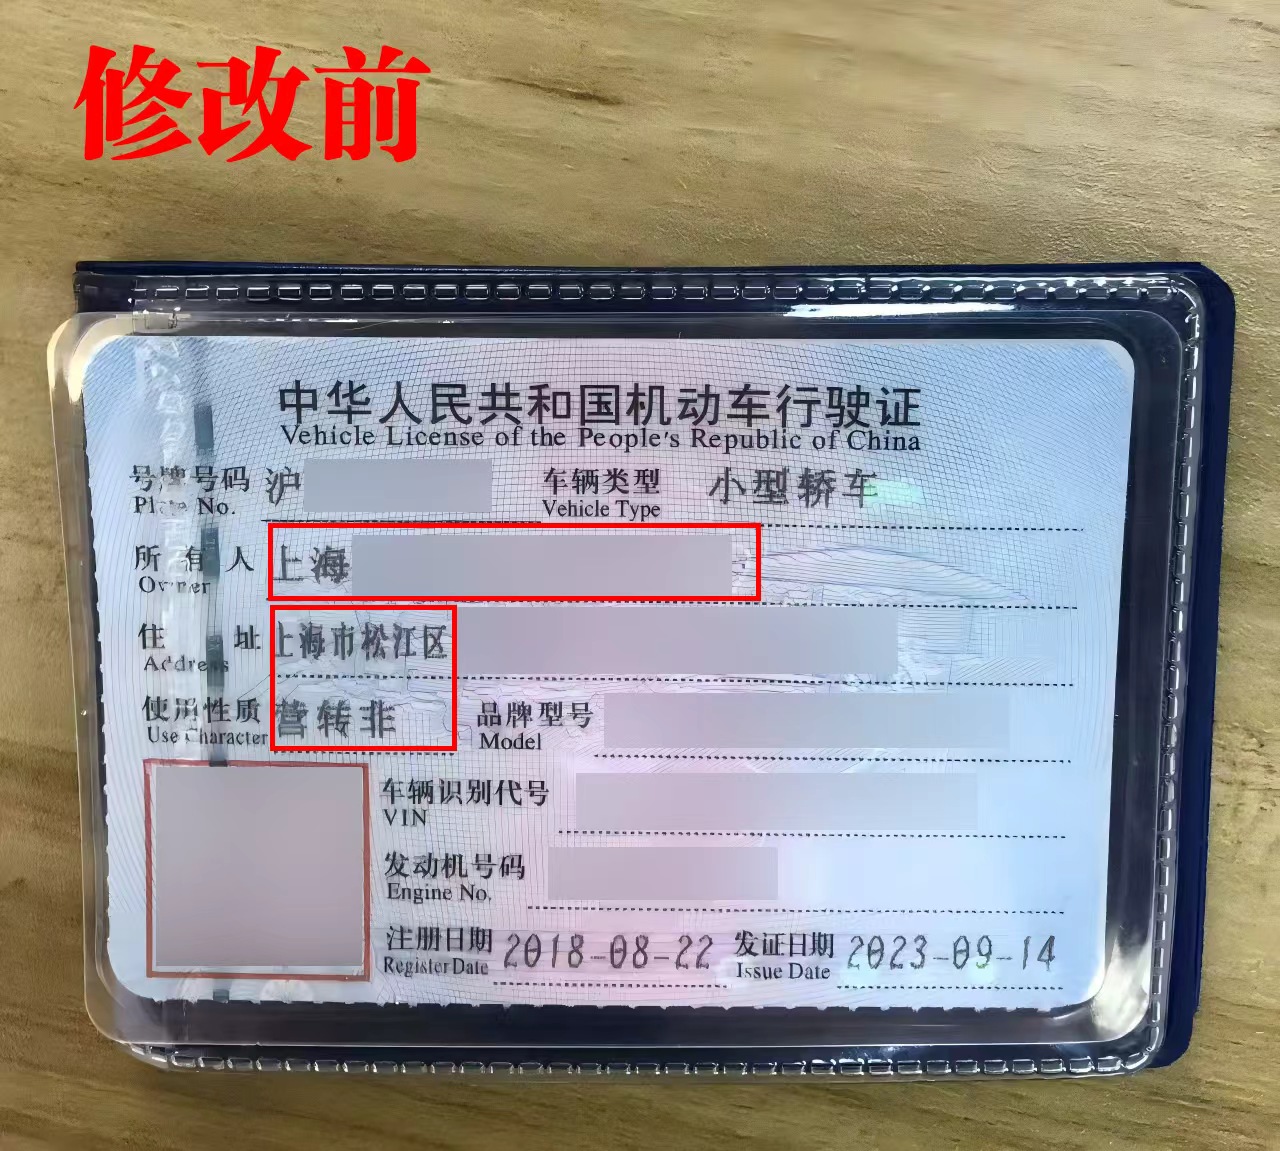 修改前
中华人民共和国机动车行驶证
Vehicle License of the People's Republic of China
号牌号码 沪 车辆类型 小型轿车
Plate No. Vehicle Type
所有人 上海
Owner
住址 上海市松江区
Address
使用性质 营转非 品牌型号
Use Character Model
车辆识别代号
VIN
发动机号码
Engine No.
注册日期 2018-08-22 发证日期 2023-09-14
Register Date Issue Date